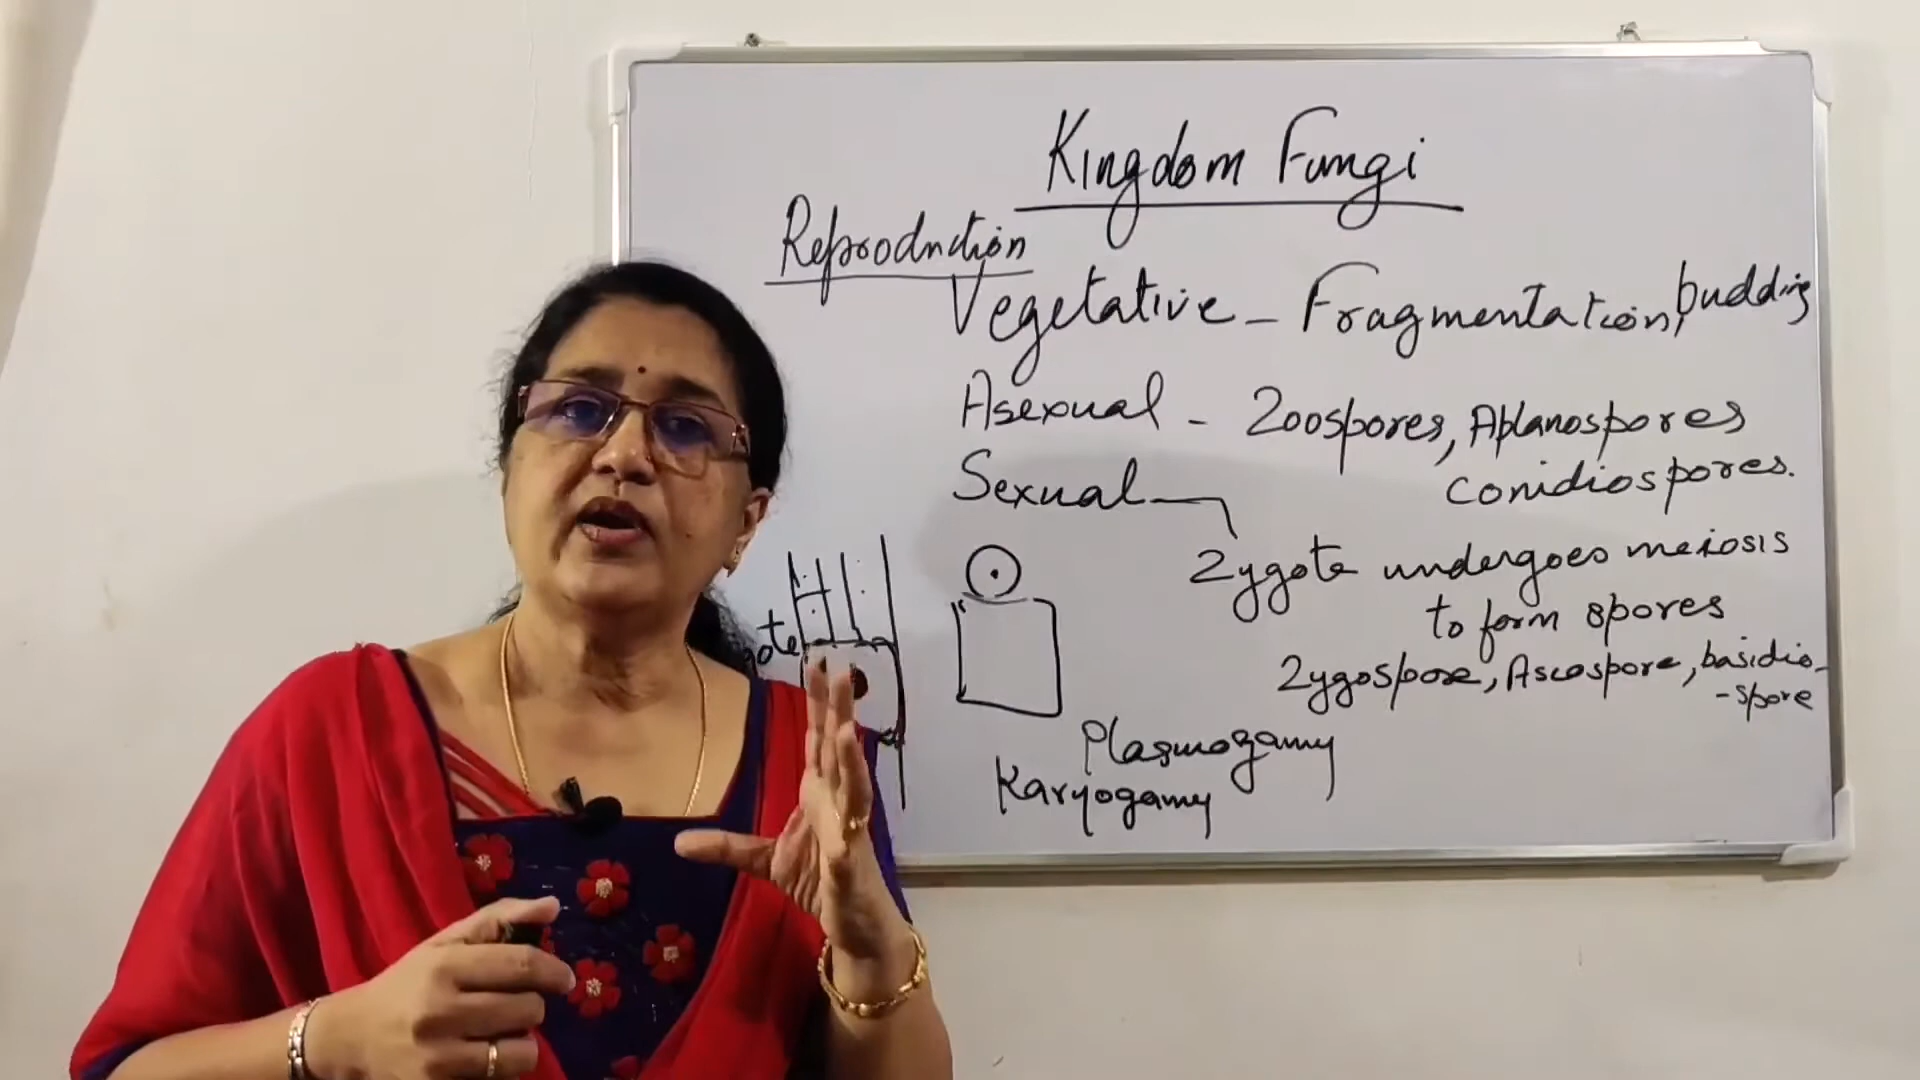 Kingdom Fungi
Reproduction
Vegetative - Fragmentation, budding
Asexual - Zoospores, Aplanospores
conidiospores.
Sexual
Zygote undergoes meiosis
to form spores
Zygospore, Ascospore, basidio-
-spore
Plasmogamy
Karyogamy